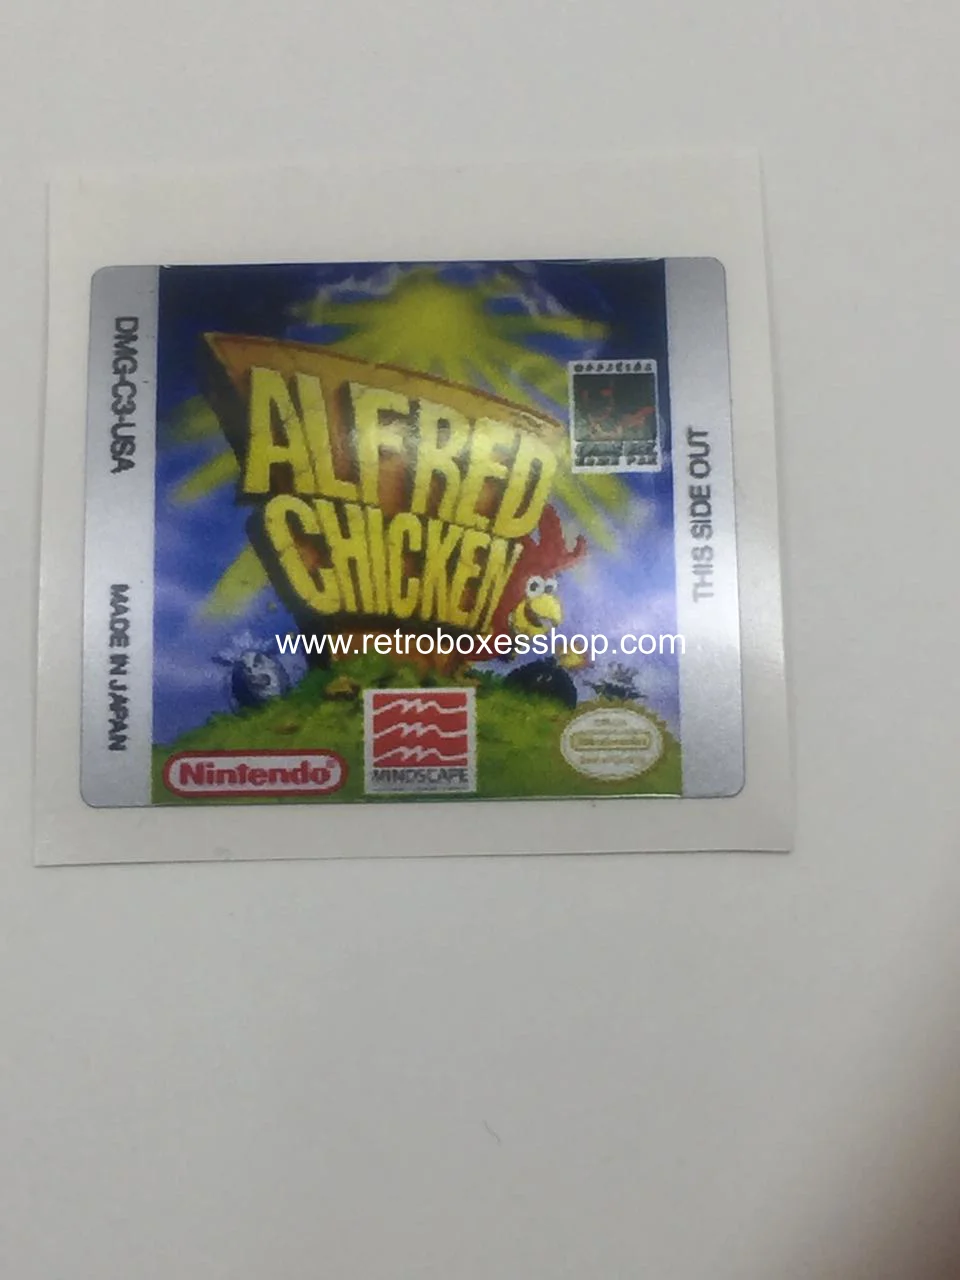 DMG-C3-USA
MADE IN JAPAN
ALFRED
CHICKEN
THIS SIDE OUT
www.retroboxesshop.com
MINDSCAPE
Nintendo